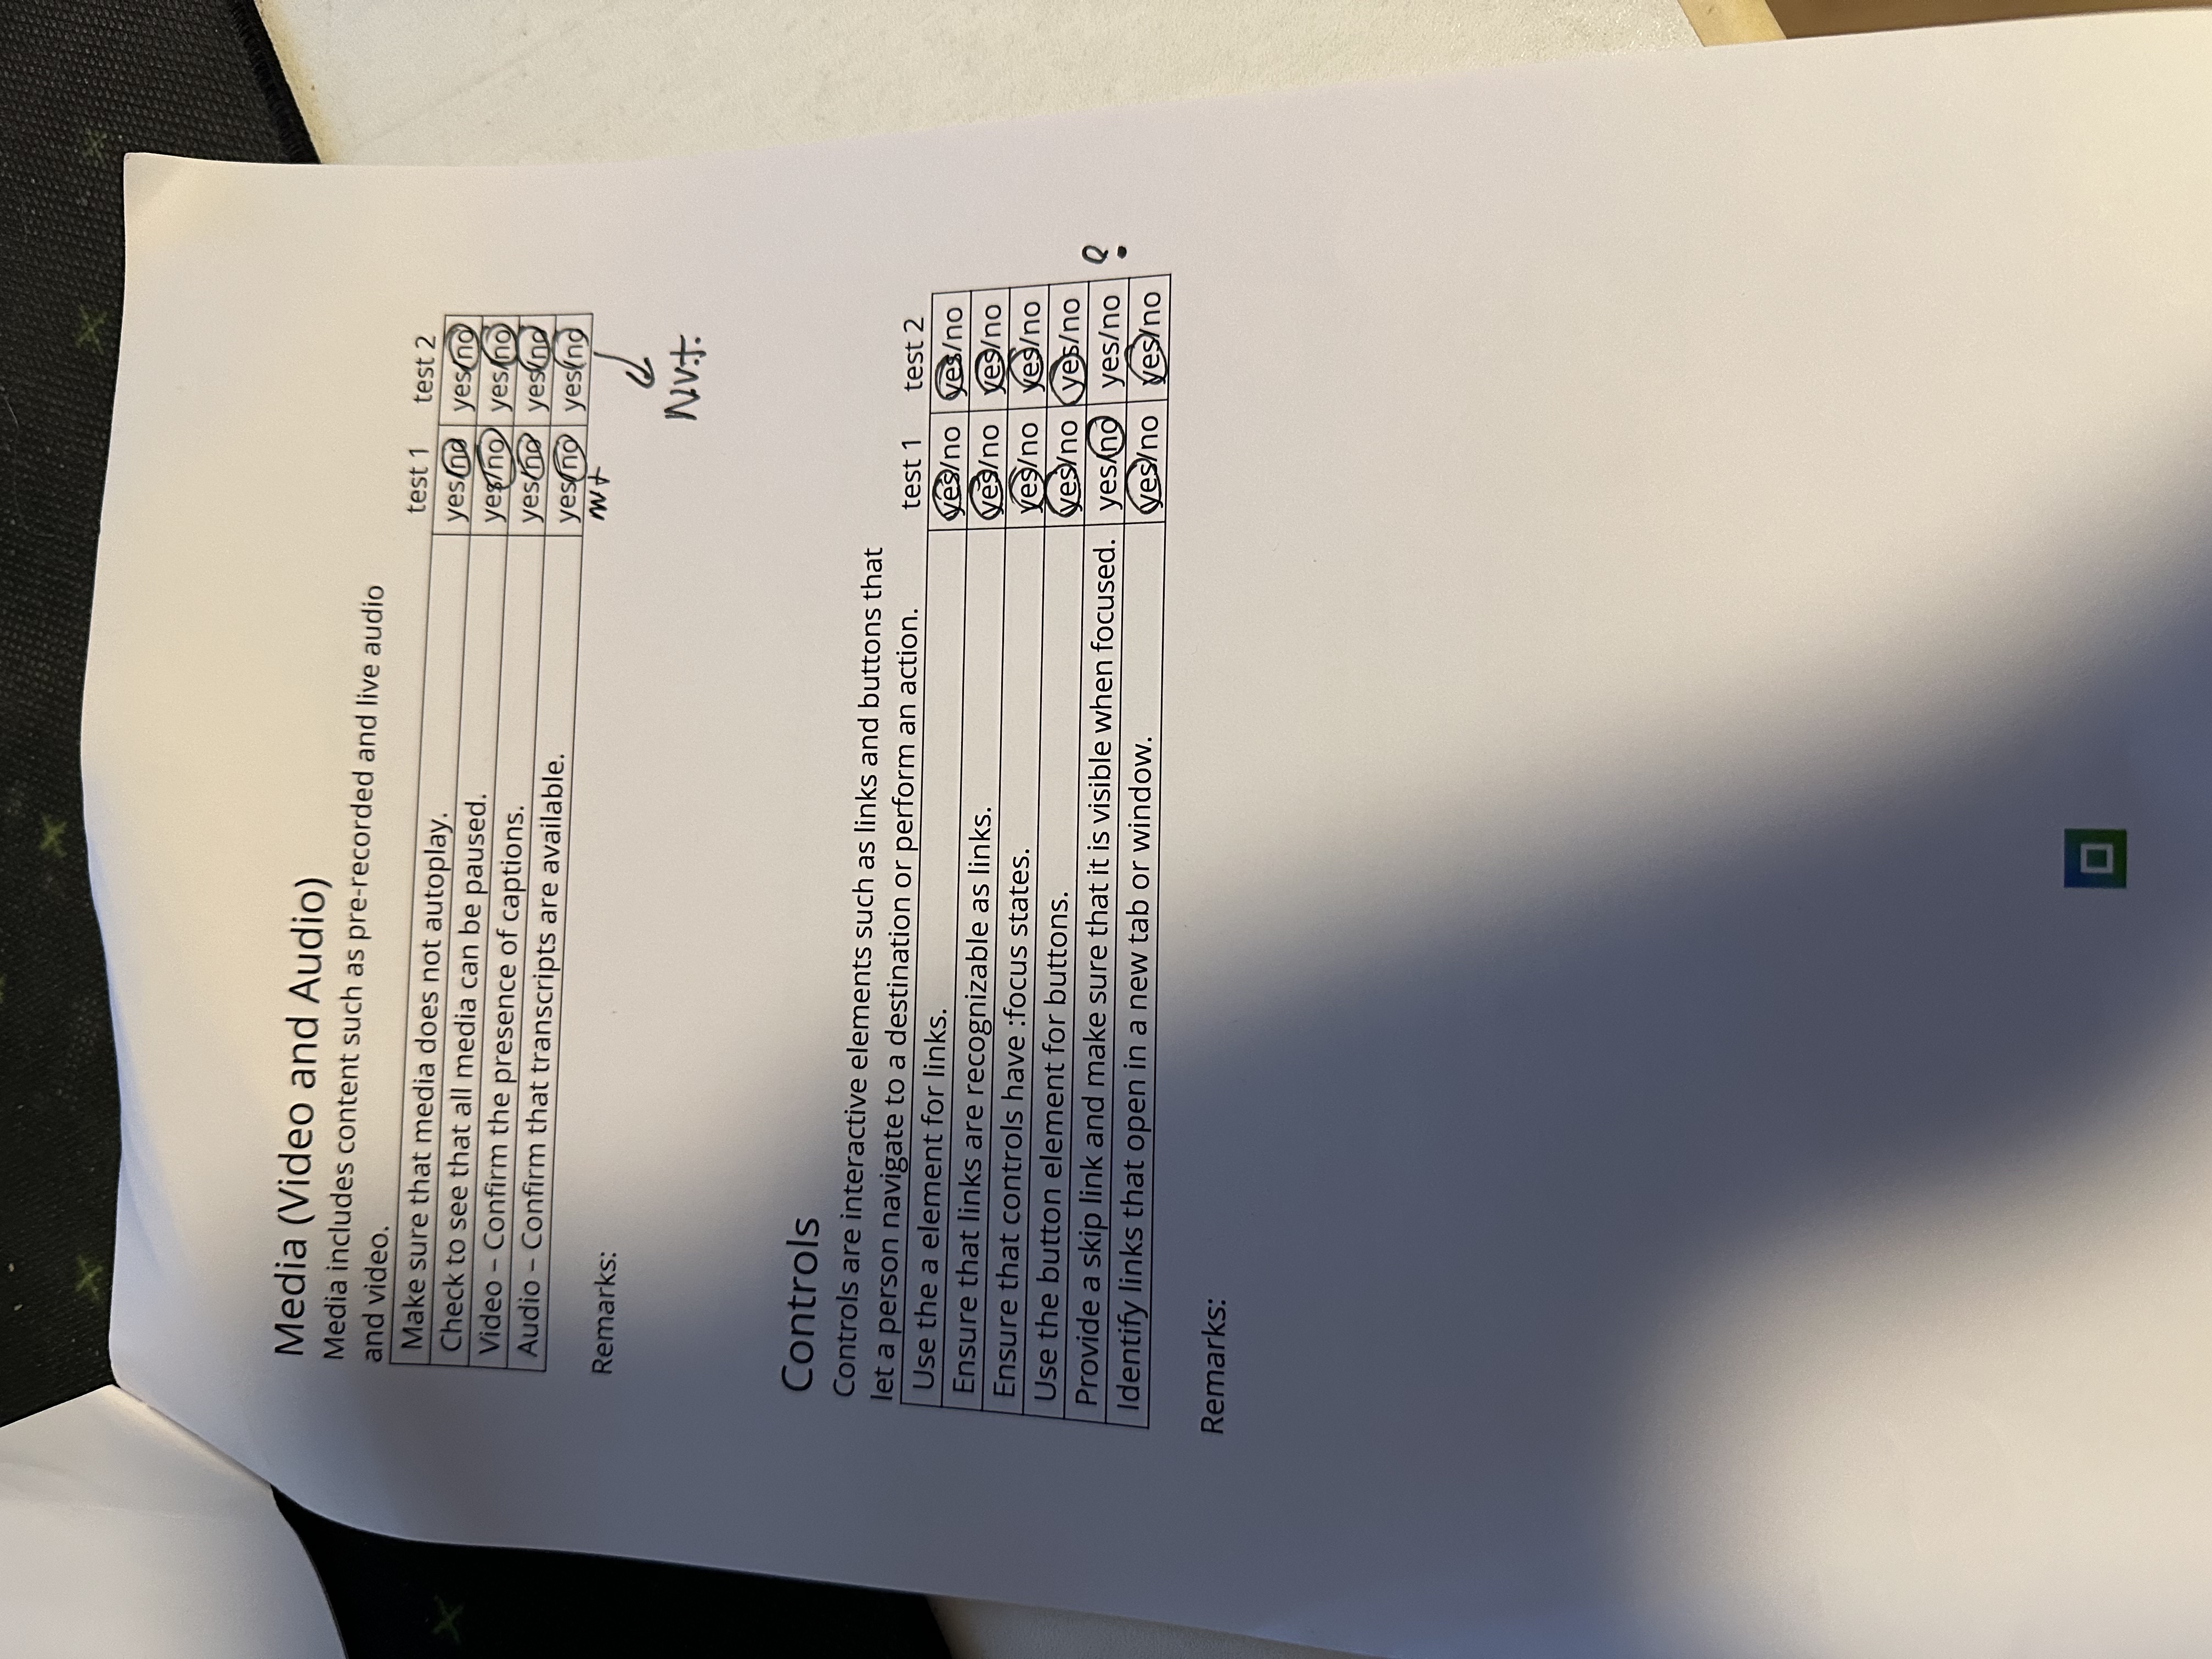 Media (Video and Audio)
Media includes content such as pre-recorded and live audio
and video.
test 1 test 2
Make sure that media does not autoplay. yes/no yes/no
Check to see that all media can be paused. yes/no yes/no
Video – Confirm the presence of captions. yes/no yes/no
Audio – Confirm that transcripts are available. yes/no yes/no
Remarks:
N.v.t.
Controls
Controls are interactive elements such as links and buttons that
let a person navigate to a destination or perform an action.
test 1 test 2
Use the a element for links. yes/no yes/no
Ensure that links are recognizable as links. yes/no yes/no
Ensure that controls have :focus states. yes/no yes/no
Use the button element for buttons. yes/no yes/no
Provide a skip link and make sure that it is visible when focused. yes/no yes/no ?
Identify links that open in a new tab or window. yes/no yes/no
Remarks: